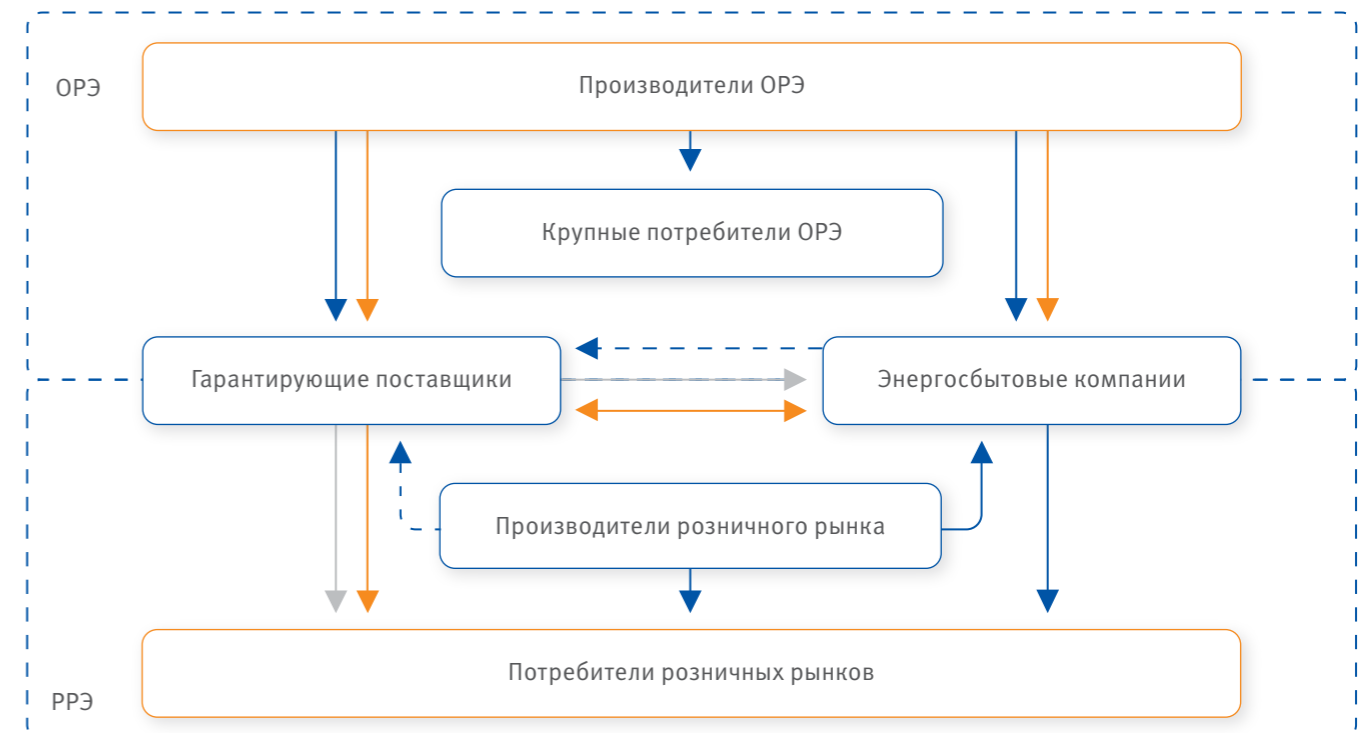 ОРЭ
Производители ОРЭ
Крупные потребители ОРЭ
Гарантирующие поставщики
Энергосбытовые компании
Производители розничного рынка
Потребители розничных рынков
РРЭ